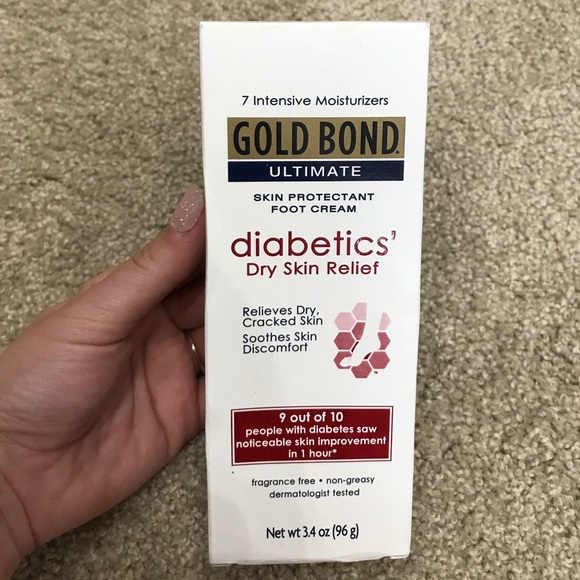 7 Intensive Moisturizers
GOLD BOND®
ULTIMATE
SKIN PROTECTANT
FOOT CREAM
diabetics'
Dry Skin Relief
Relieves Dry,
Cracked Skin
Soothes Skin
Discomfort
9 out of 10
people with diabetes saw
noticeable skin improvement
in 1 hour*
fragrance free • non-greasy
dermatologist tested
Net wt 3.4 oz (96 g)